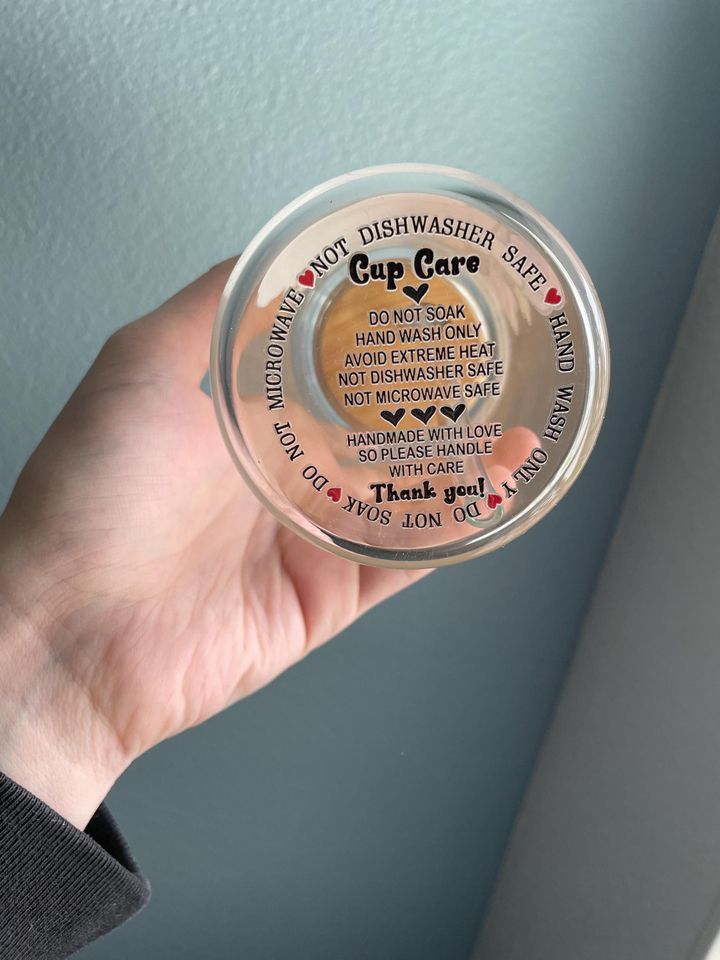 NOT DISHWASHER SAFE ♥ HAND WASH ONLY ♥ DO NOT SOAK ♥ DO NOT MICROWAVE ♥
Cup Care
DO NOT SOAK
HAND WASH ONLY
AVOID EXTREME HEAT
NOT DISHWASHER SAFE
NOT MICROWAVE SAFE
HANDMADE WITH LOVE
SO PLEASE HANDLE
WITH CARE
Thank you!